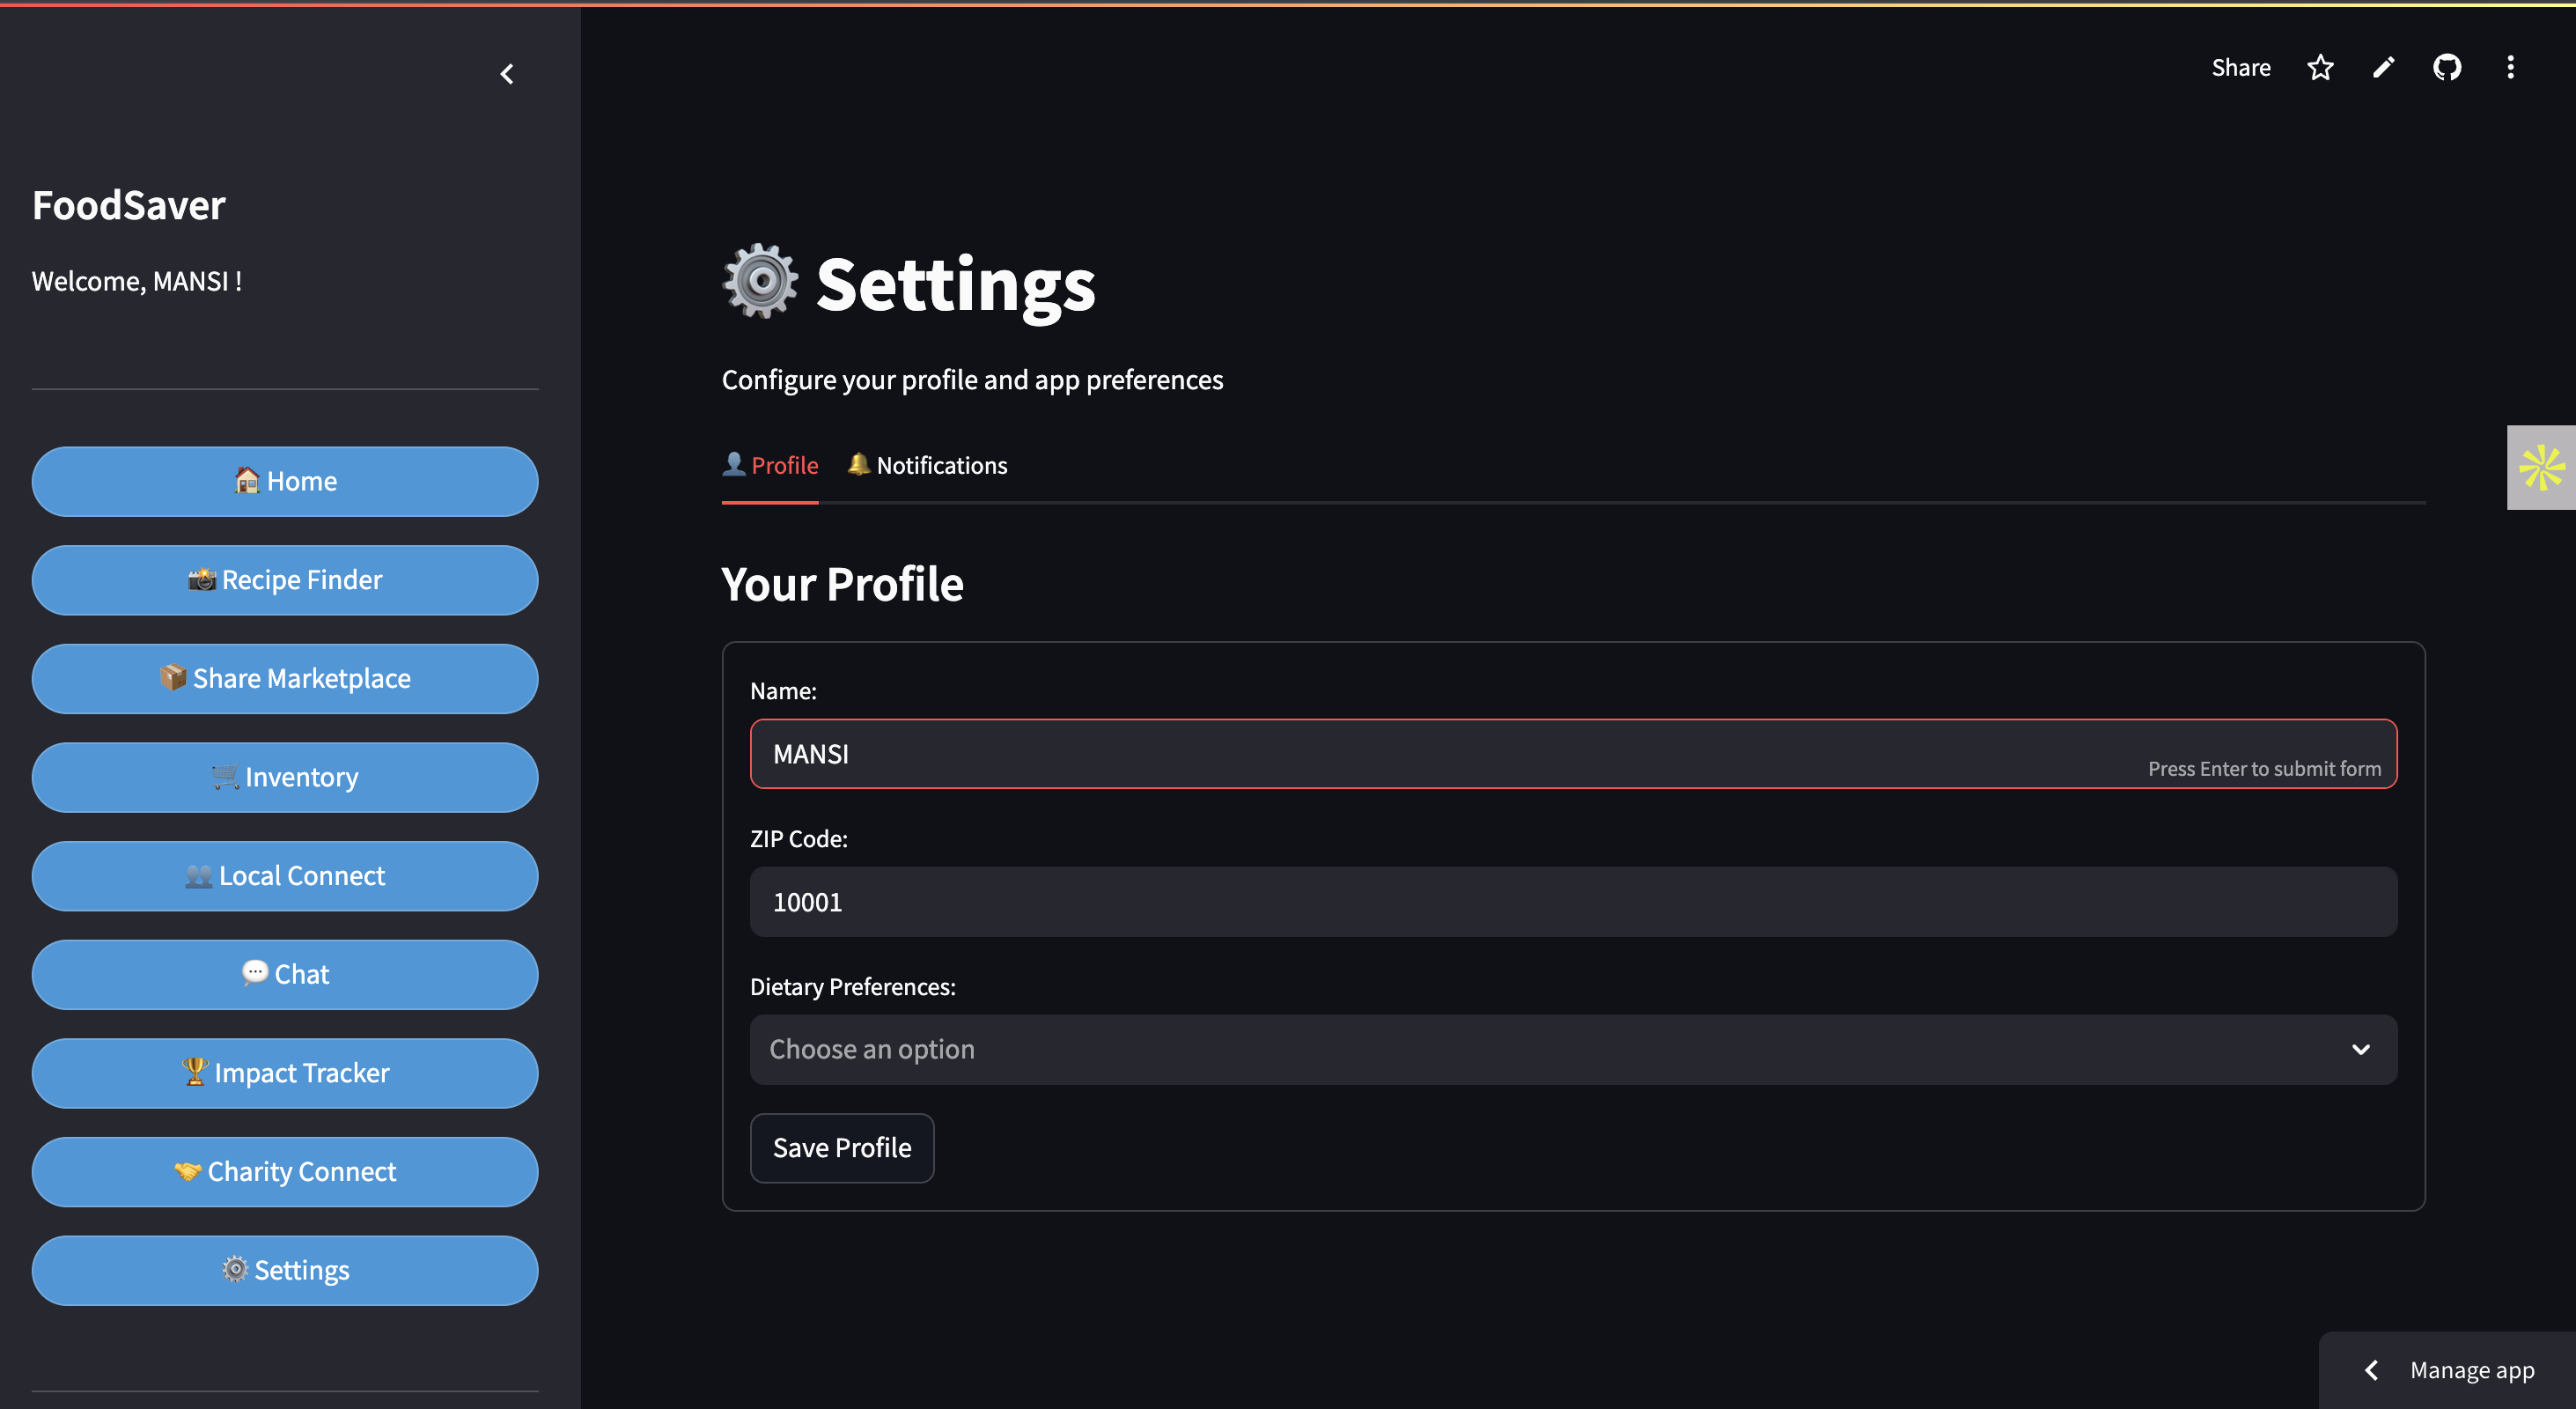 Share
FoodSaver
Welcome, MANSI !
Home
Recipe Finder
Share Marketplace
Inventory
Local Connect
Chat
Impact Tracker
Charity Connect
Settings
Settings
Configure your profile and app preferences
Profile
Notifications
Your Profile
Name:
MANSI
Press Enter to submit form
ZIP Code:
10001
Dietary Preferences:
Choose an option
Save Profile
Manage app